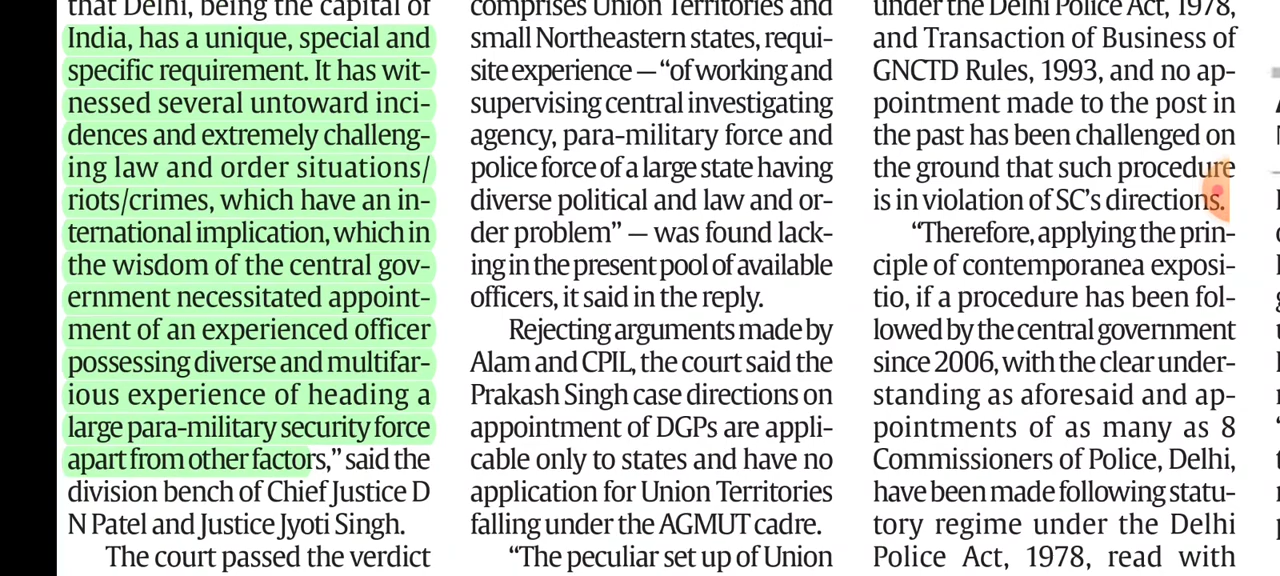 that Delhi, being the capital of
India, has a unique, special and
specific requirement. It has wit-
nessed several untoward inci-
dences and extremely challeng-
ing law and order situations/
riots/crimes, which have an in-
ternational implication, which in
the wisdom of the central gov-
ernment necessitated appoint-
ment of an experienced officer
possessing diverse and multifar-
ious experience of heading a
large para-military security force
apart from other factors,” said the
division bench of Chief Justice D
N Patel and Justice Jyoti Singh.
The court passed the verdict
comprises Union Territories and
small Northeastern states, requi-
site experience — “of working and
supervising central investigating
agency, para-military force and
police force of a large state having
diverse political and law and or-
der problem” — was found lack-
ing in the present pool of available
officers, it said in the reply.
Rejecting arguments made by
Alam and CPIL, the court said the
Prakash Singh case directions on
appointment of DGPs are appli-
cable only to states and have no
application for Union Territories
falling under the AGMUT cadre.
“The peculiar set up of Union
under the Delhi Police Act, 1978,
and Transaction of Business of
GNCTD Rules, 1993, and no ap-
pointment made to the post in
the past has been challenged on
the ground that such procedure
is in violation of SC’s directions.
“Therefore, applying the prin-
ciple of contemporanea exposi-
tio, if a procedure has been fol-
lowed by the central government
since 2006, with the clear under-
standing as aforesaid and ap-
pointments of as many as 8
Commissioners of Police, Delhi,
have been made following statu-
tory regime under the Delhi
Police Act, 1978, read with